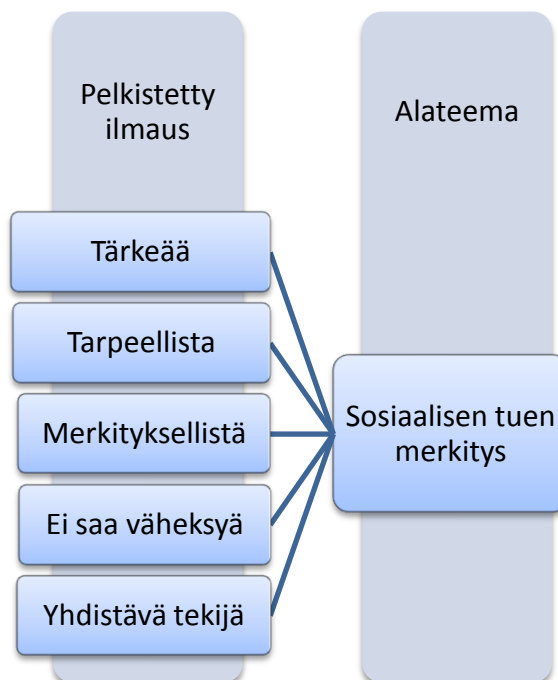 Pelkistetty
ilmaus
Alateema
Tärkeää
Tarpeellista
Merkityksellistä
Ei saa väheksyä
Yhdistävä tekijä
Sosiaalisen tuen
merkitys